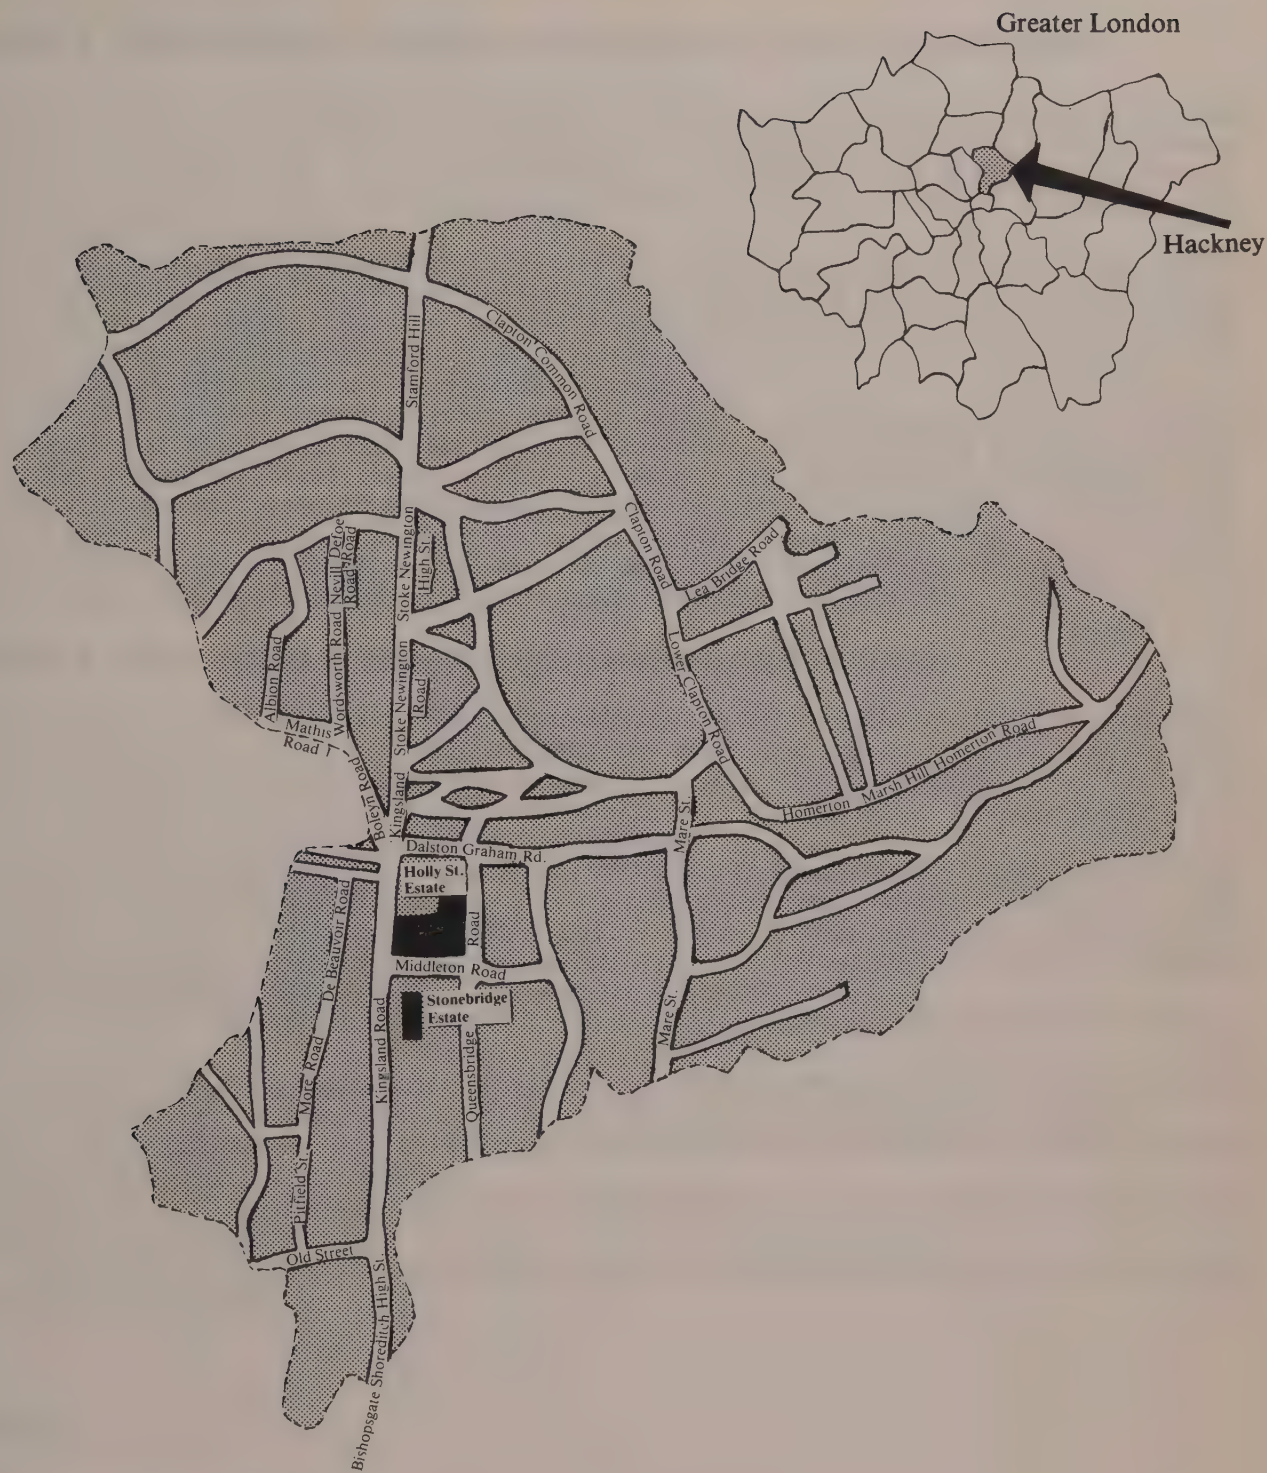 Greater London
Hackney
Clapton Common Road
Stamford Hill
Clapton Road
Lea Bridge Road
Stoke Newington
High St.
Nevill
Road
Defoe
Road
Wordsworth Road
Albion Road
Mathis
Road
Stoke Newington
Road
Lower Clapton Road
Boleyn Road
Kingsland
Mare St.
Homerton
Marsh Hill
Homerton Road
Dalston
Graham Rd.
Holly St.
Estate
Road
De Beauvoir Road
Middleton Road
Stonebridge
Estate
Mare St.
Kingsland Road
Queensbridge
More Road
Pitfield St.
Old Street
Shoreditch High St.
Bishopsgate